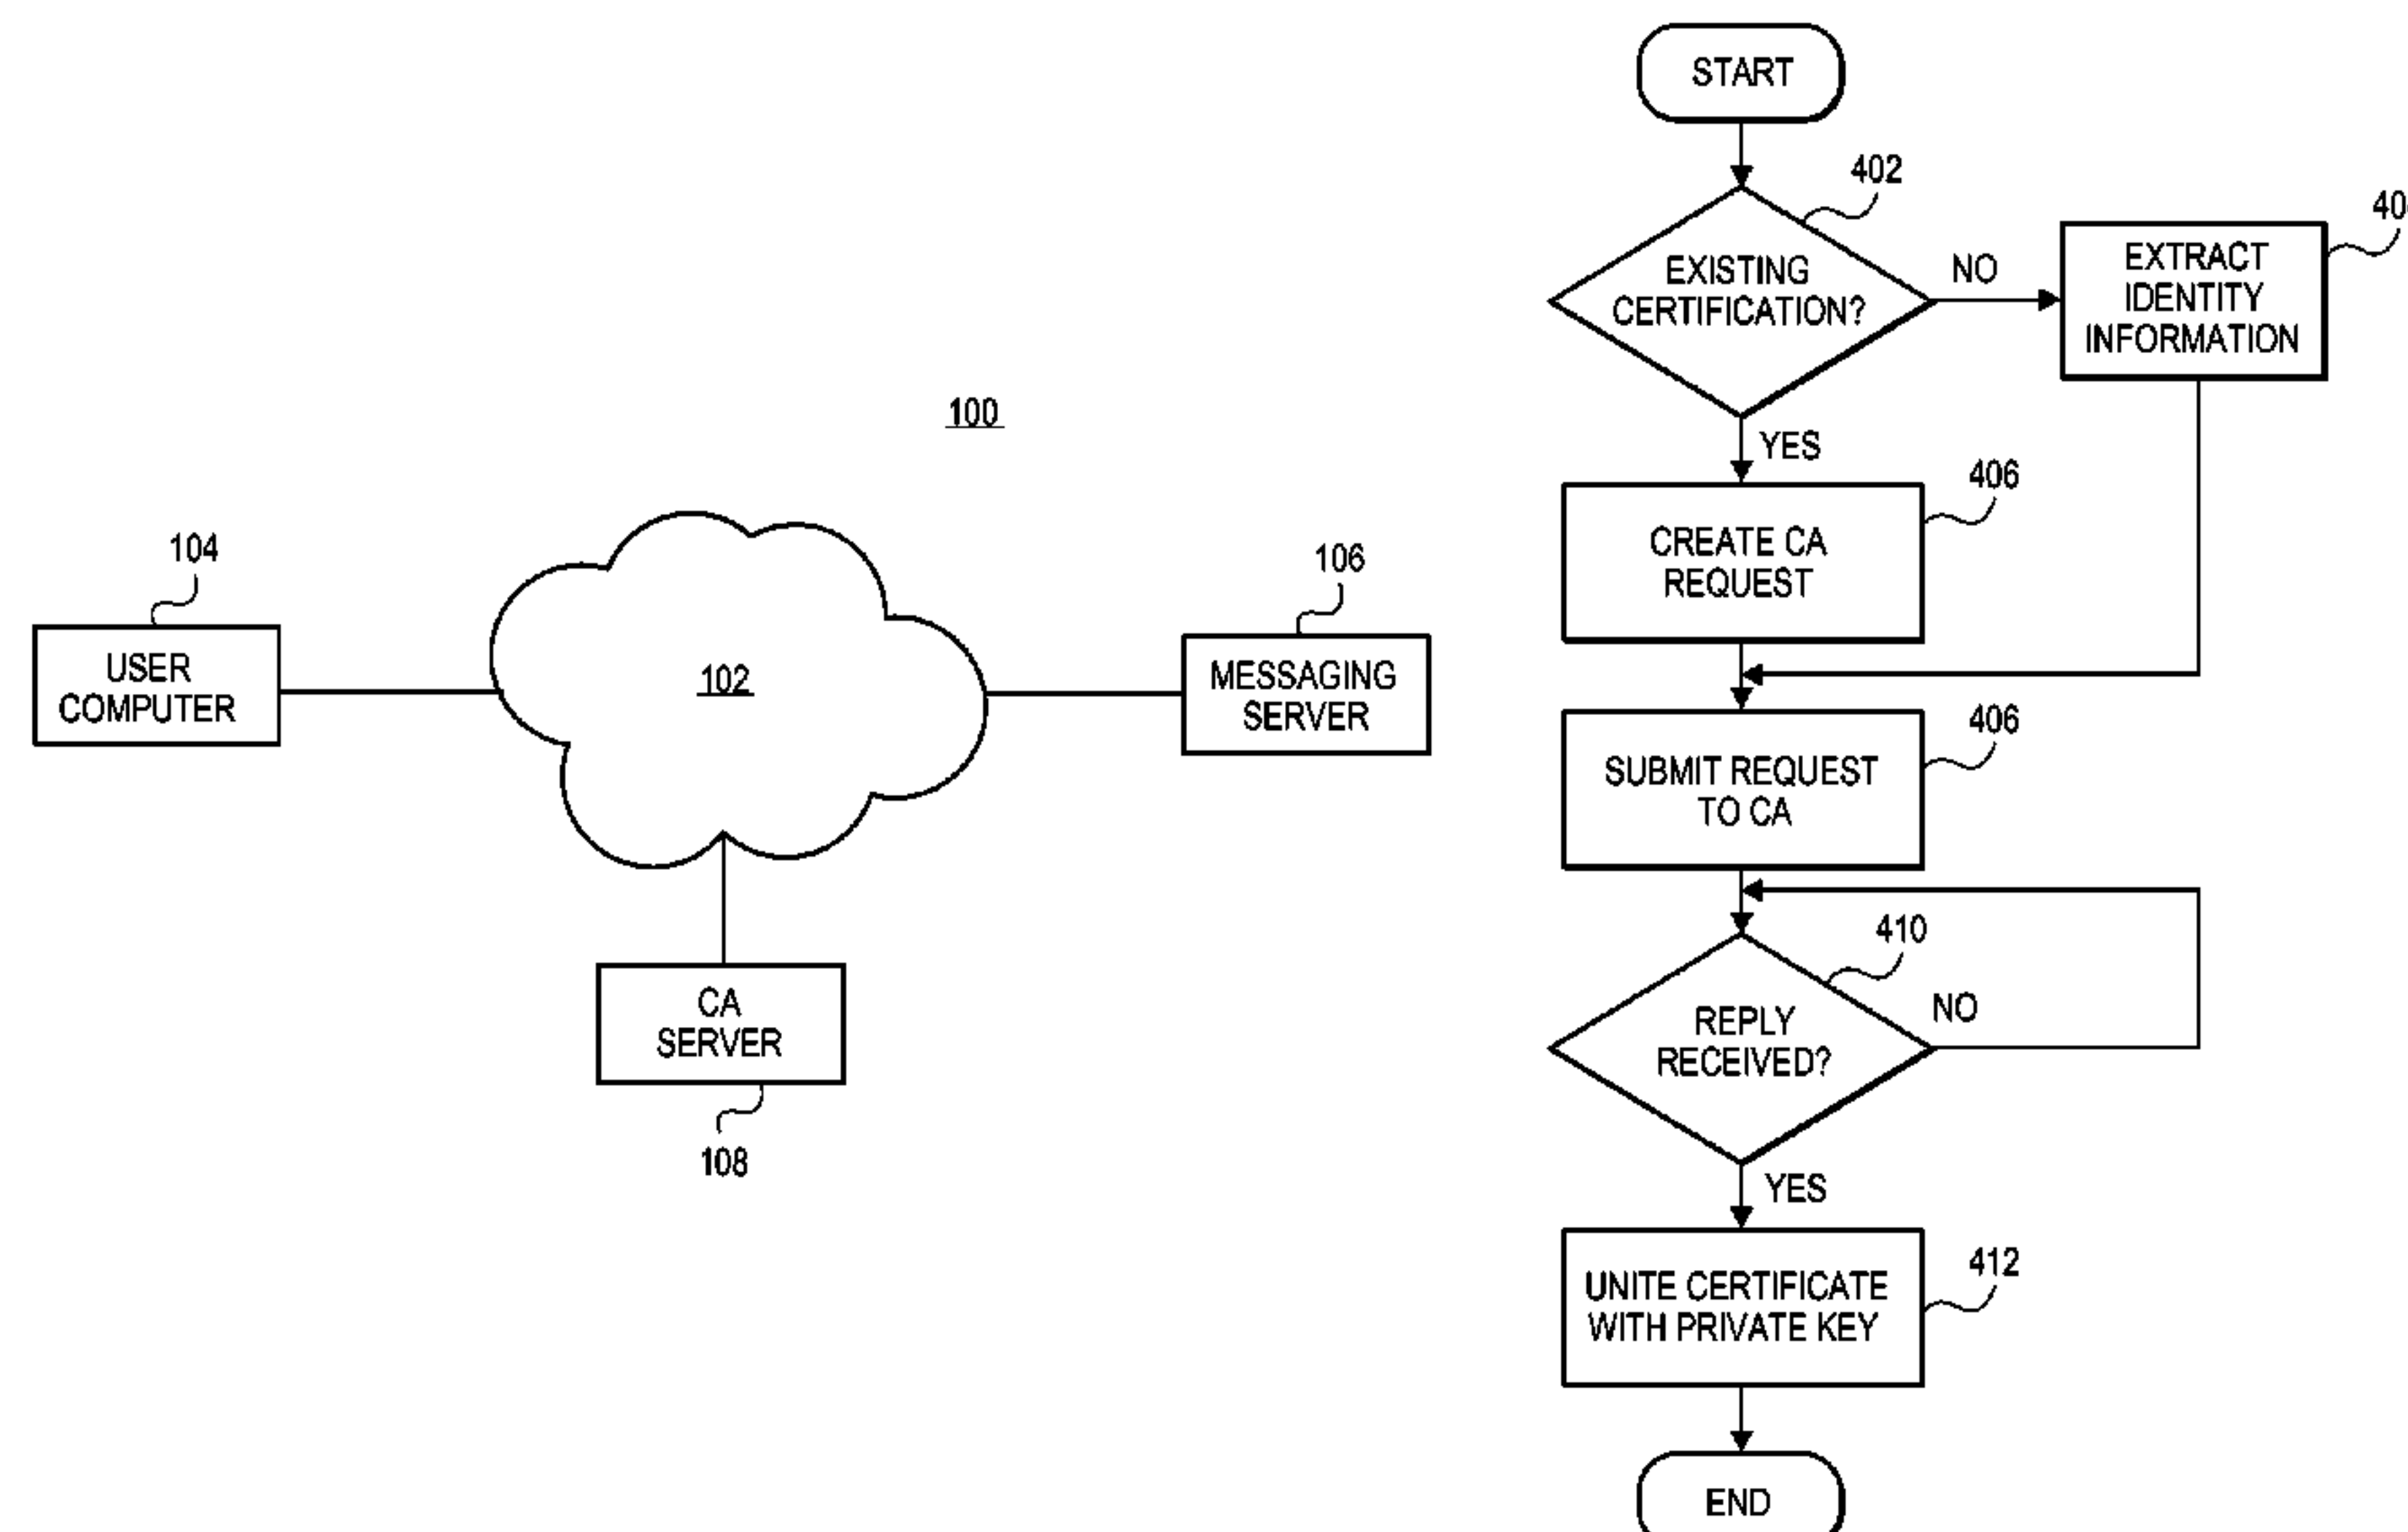 100
104
USER
COMPUTER
102
106
MESSAGING
SERVER
CA
SERVER
108
START
402
EXISTING
CERTIFICATION?
NO
EXTRACT
IDENTITY
INFORMATION
40
YES
406
CREATE CA
REQUEST
406
SUBMIT REQUEST
TO CA
410
REPLY
RECEIVED?
NO
YES
412
UNITE CERTIFICATE
WITH PRIVATE KEY
END